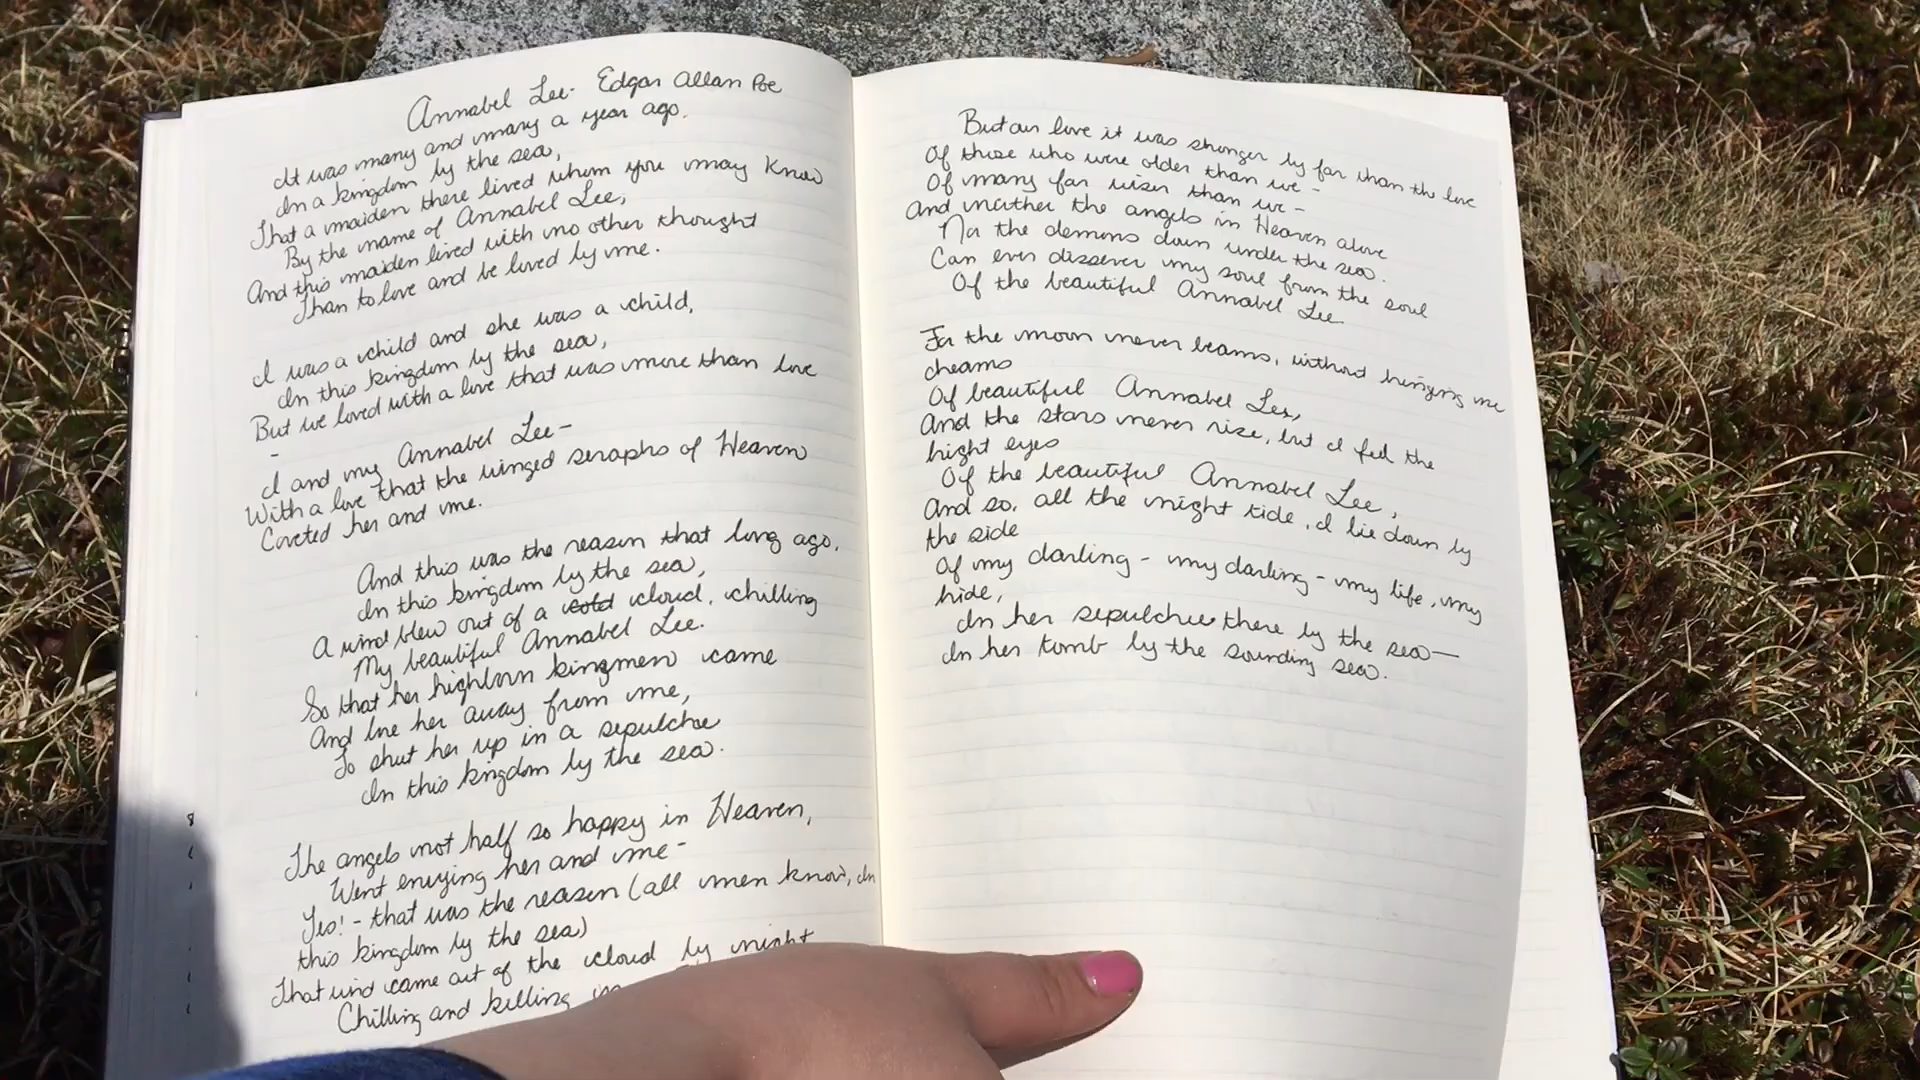 Annabel Lee - Edgar Allan Poe
It was many and many a year ago,
In a kingdom by the sea,
That a maiden there lived whom you may know
By the name of Annabel Lee;
And this maiden lived with no other thought
Than to love and be loved by me.
I was a child and she was a child,
In this kingdom by the sea,
But we loved with a love that was more than love
-
I and my Annabel Lee -
With a love that the winged seraphs of Heaven
Coveted her and me.
And this was the reason that long ago,
In this kingdom by the sea,
A wind blew out of a cold cloud, chilling
My beautiful Annabel Lee.
So that her highborn kingmen came
And bore her away from me,
To shut her up in a sepulchre
In this kingdom by the sea.
The angels not half so happy in Heaven,
Went envying her and me -
Yes! - that was the reason (all men know, in
this kingdom by the sea)
That wind came out of the cloud by night
Chilling and killing
But our love it was stronger by far than the love
Of those who were older than we -
Of many far wiser than we -
And neither the angels in Heaven above
Nor the demons down under the sea.
Can ever dissever my soul from the soul
Of the beautiful Annabel Lee
For the moon never beams, without bringing me
dreams
Of beautiful Annabel Lee,
And the stars never rise, but I feel the
bright eyes
Of the beautiful Annabel Lee,
And so, all the night tide, I lie down by
the side
Of my darling - my darling - my life, my
bride,
In her sepulchre there by the sea—
In her tomb by the sounding sea.